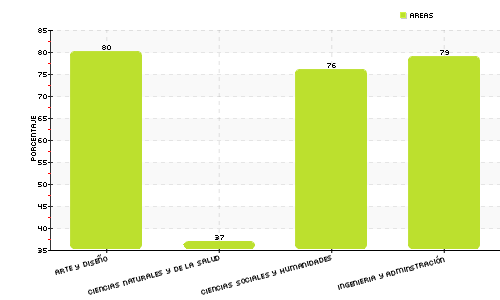 AREAS
85
80
75
70
65
60
55
50
45
40
35
PORCENTAJE
80
37
76
79
ARTE Y DISEÑO
CIENCIAS NATURALES Y DE LA SALUD
CIENCIAS SOCIALES Y HUMANIDADES
INGENIERIA Y ADMINSTRACIÓN